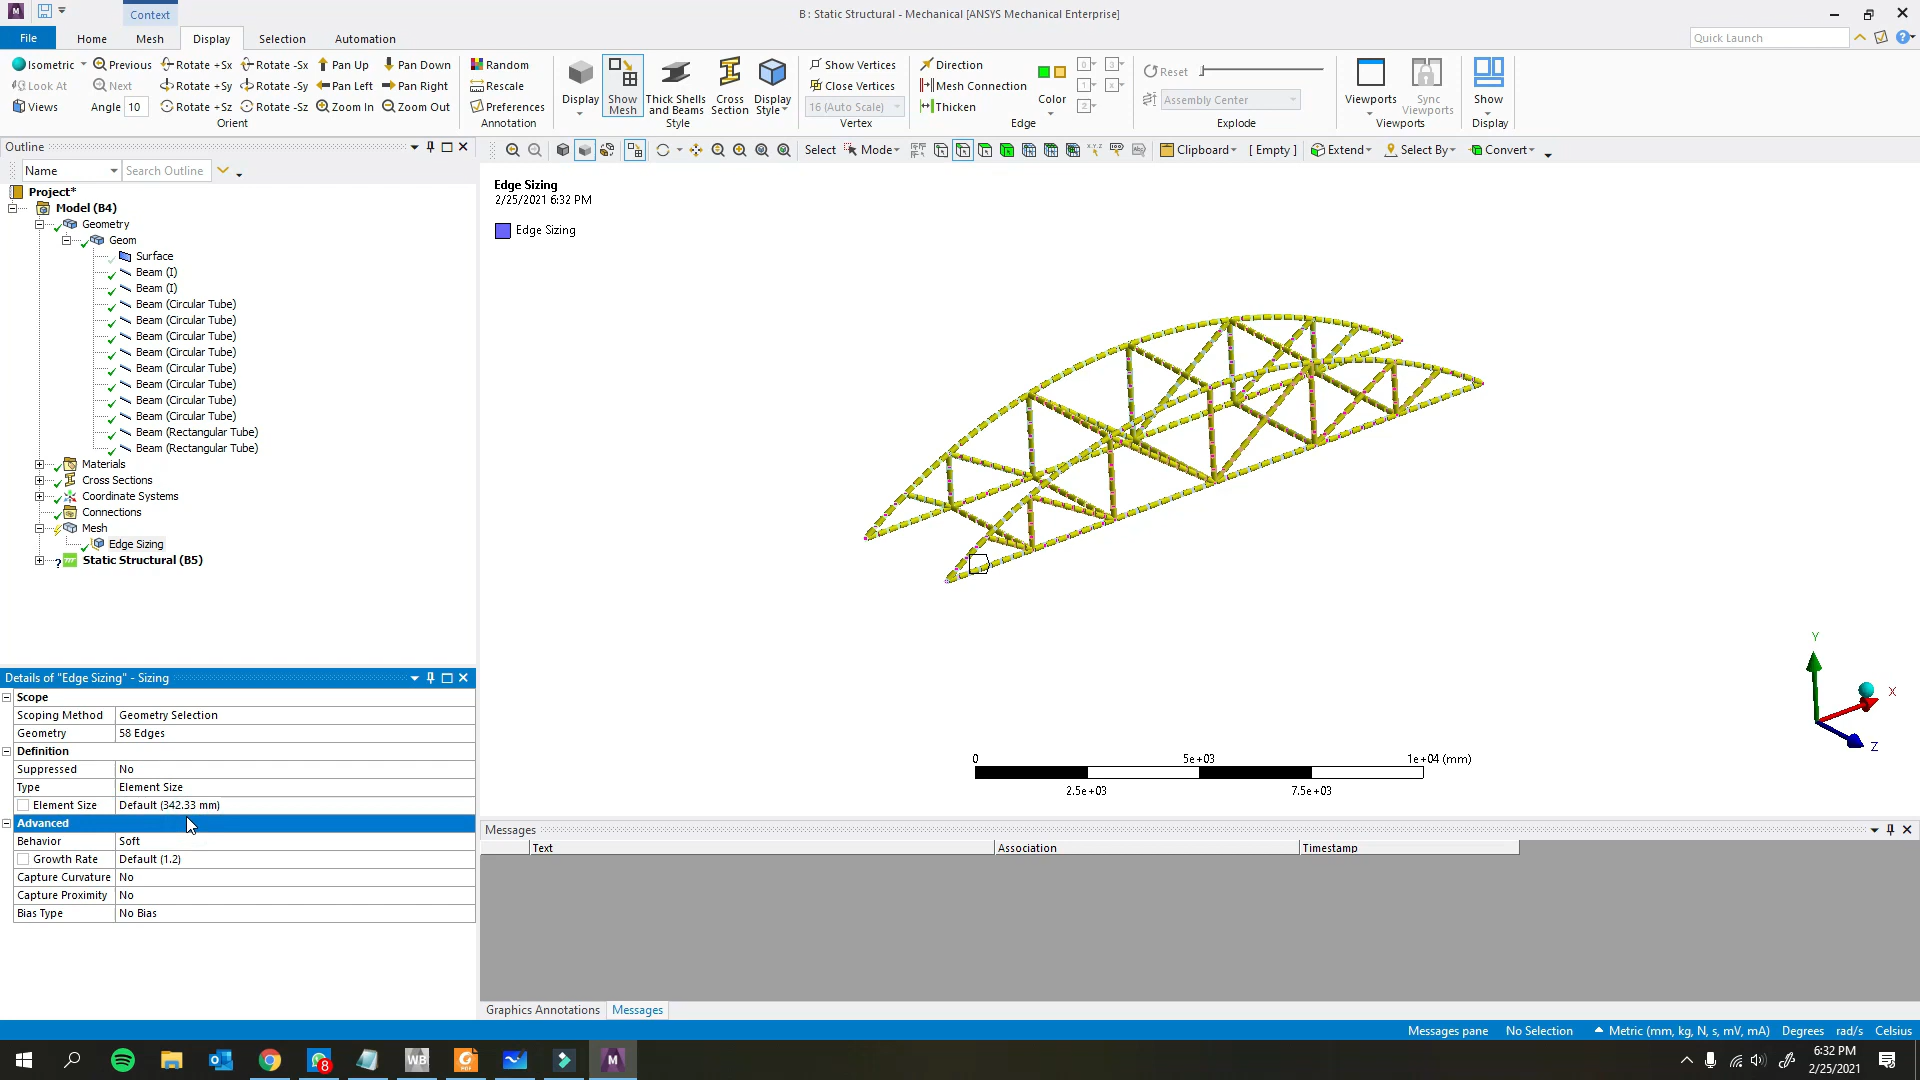 Context
B : Static Structural - Mechanical [ANSYS Mechanical Enterprise]
File Home Mesh Display Selection Automation
Quick Launch
Isometric Previous Rotate +Sx Rotate -Sx Pan Up Pan Down
Look At Next Rotate +Sy Rotate -Sy Pan Left Pan Right
Views Angle 10 Rotate +Sz Rotate -Sz Zoom In Zoom Out
Orient
Random
Rescale
Preferences
Annotation
Display
Show Mesh
Thick Shells and Beams
Cross Section
Display Style
Style
Show Vertices
Close Vertices
16 (Auto Scale)
Vertex
Direction
Mesh Connection
Thicken
Color
0 3
1 x
2
Edge
Reset
Assembly Center
Explode
Viewports
Sync Viewports
Viewports
Show
Display
Outline
Name Search Outline
Select Mode Clipboard [ Empty ] Extend Select By Convert
Project*
Model (B4)
Geometry
Geom
Surface
Beam (I)
Beam (I)
Beam (Circular Tube)
Beam (Circular Tube)
Beam (Circular Tube)
Beam (Circular Tube)
Beam (Circular Tube)
Beam (Circular Tube)
Beam (Circular Tube)
Beam (Circular Tube)
Beam (Rectangular Tube)
Beam (Rectangular Tube)
Materials
Cross Sections
Coordinate Systems
Connections
Mesh
Edge Sizing
Static Structural (B5)
Edge Sizing
2/25/2021 6:32 PM
Edge Sizing
Y
X
Z
0 5e+03 1e+04 (mm)
2.5e+03 7.5e+03
Details of "Edge Sizing" - Sizing
Scope
Scoping Method Geometry Selection
Geometry 58 Edges
Definition
Suppressed No
Type Element Size
Element Size Default (342.33 mm)
Advanced
Behavior Soft
Growth Rate Default (1.2)
Capture Curvature No
Capture Proximity No
Bias Type No Bias
Messages
Text Association Timestamp
Graphics Annotations Messages
Messages pane No Selection Metric (mm, kg, N, s, mV, mA) Degrees rad/s Celsius
8
WB
M
6:32 PM
2/25/2021